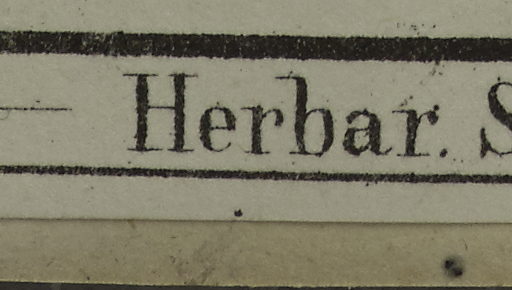 — Herbar. S